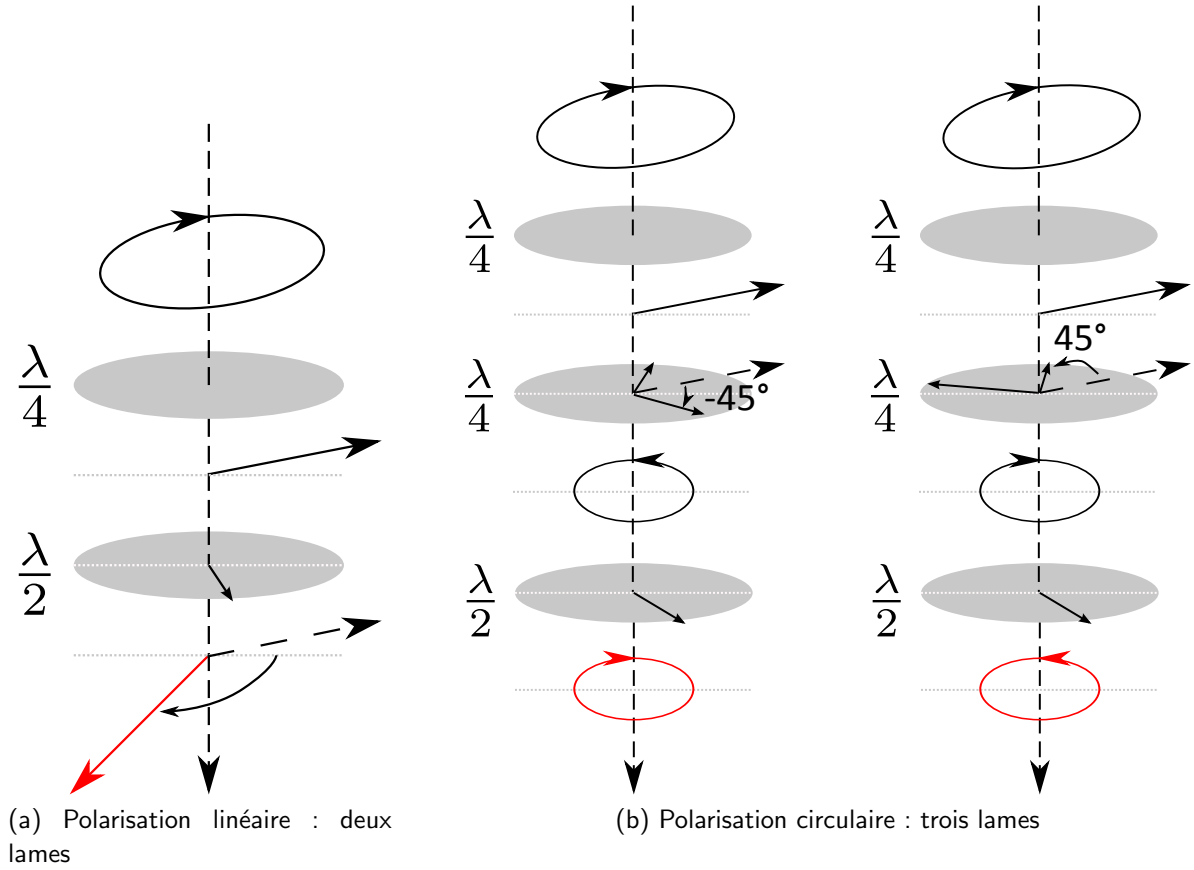 λ/4
λ/2
λ/4
λ/4
-45°
λ/2
λ/4
45°
λ/4
λ/2
(a) Polarisation linéaire : deux
lames
(b) Polarisation circulaire : trois lames